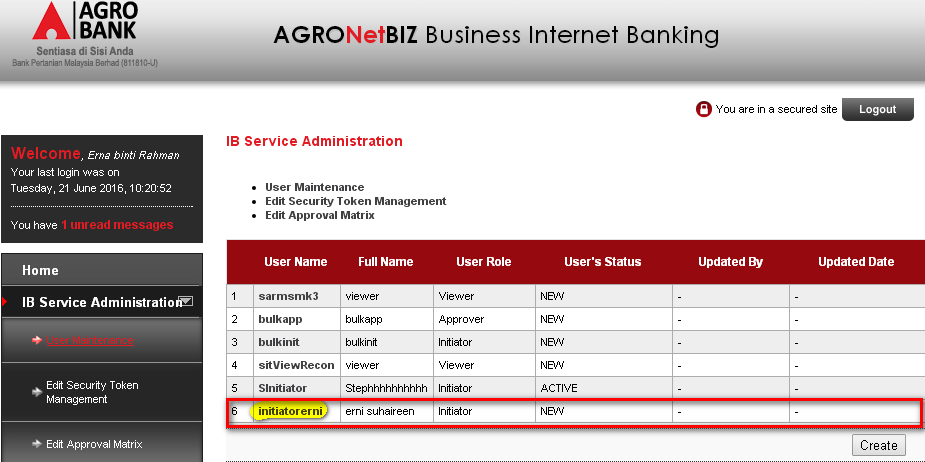 AGRO
BANK
Sentiasa di Sisi Anda
Bank Pertanian Malaysia Berhad (811810-U)
AGRONetBIZ Business Internet Banking
You are in a secured site
Logout
Welcome, Erna binti Rahman
Your last login was on
Tuesday, 21 June 2016, 10:20:52
You have 1 unread messages
Home
IB Service Administration
User Maintenance
Edit Security Token
Management
Edit Approval Matrix
IB Service Administration
User Maintenance
Edit Security Token Management
Edit Approval Matrix
User Name Full Name User Role User's Status Updated By Updated Date
1 sarmsmk3 viewer Viewer NEW - -
2 bulkapp bulkapp Approver NEW - -
3 bulkinit bulkinit Initiator NEW - -
4 sitViewRecon viewer Viewer NEW - -
5 SInitiator Stephhhhhhhhhh Initiator ACTIVE - -
6 initiatorerni erni suhaireen Initiator NEW - -
Create